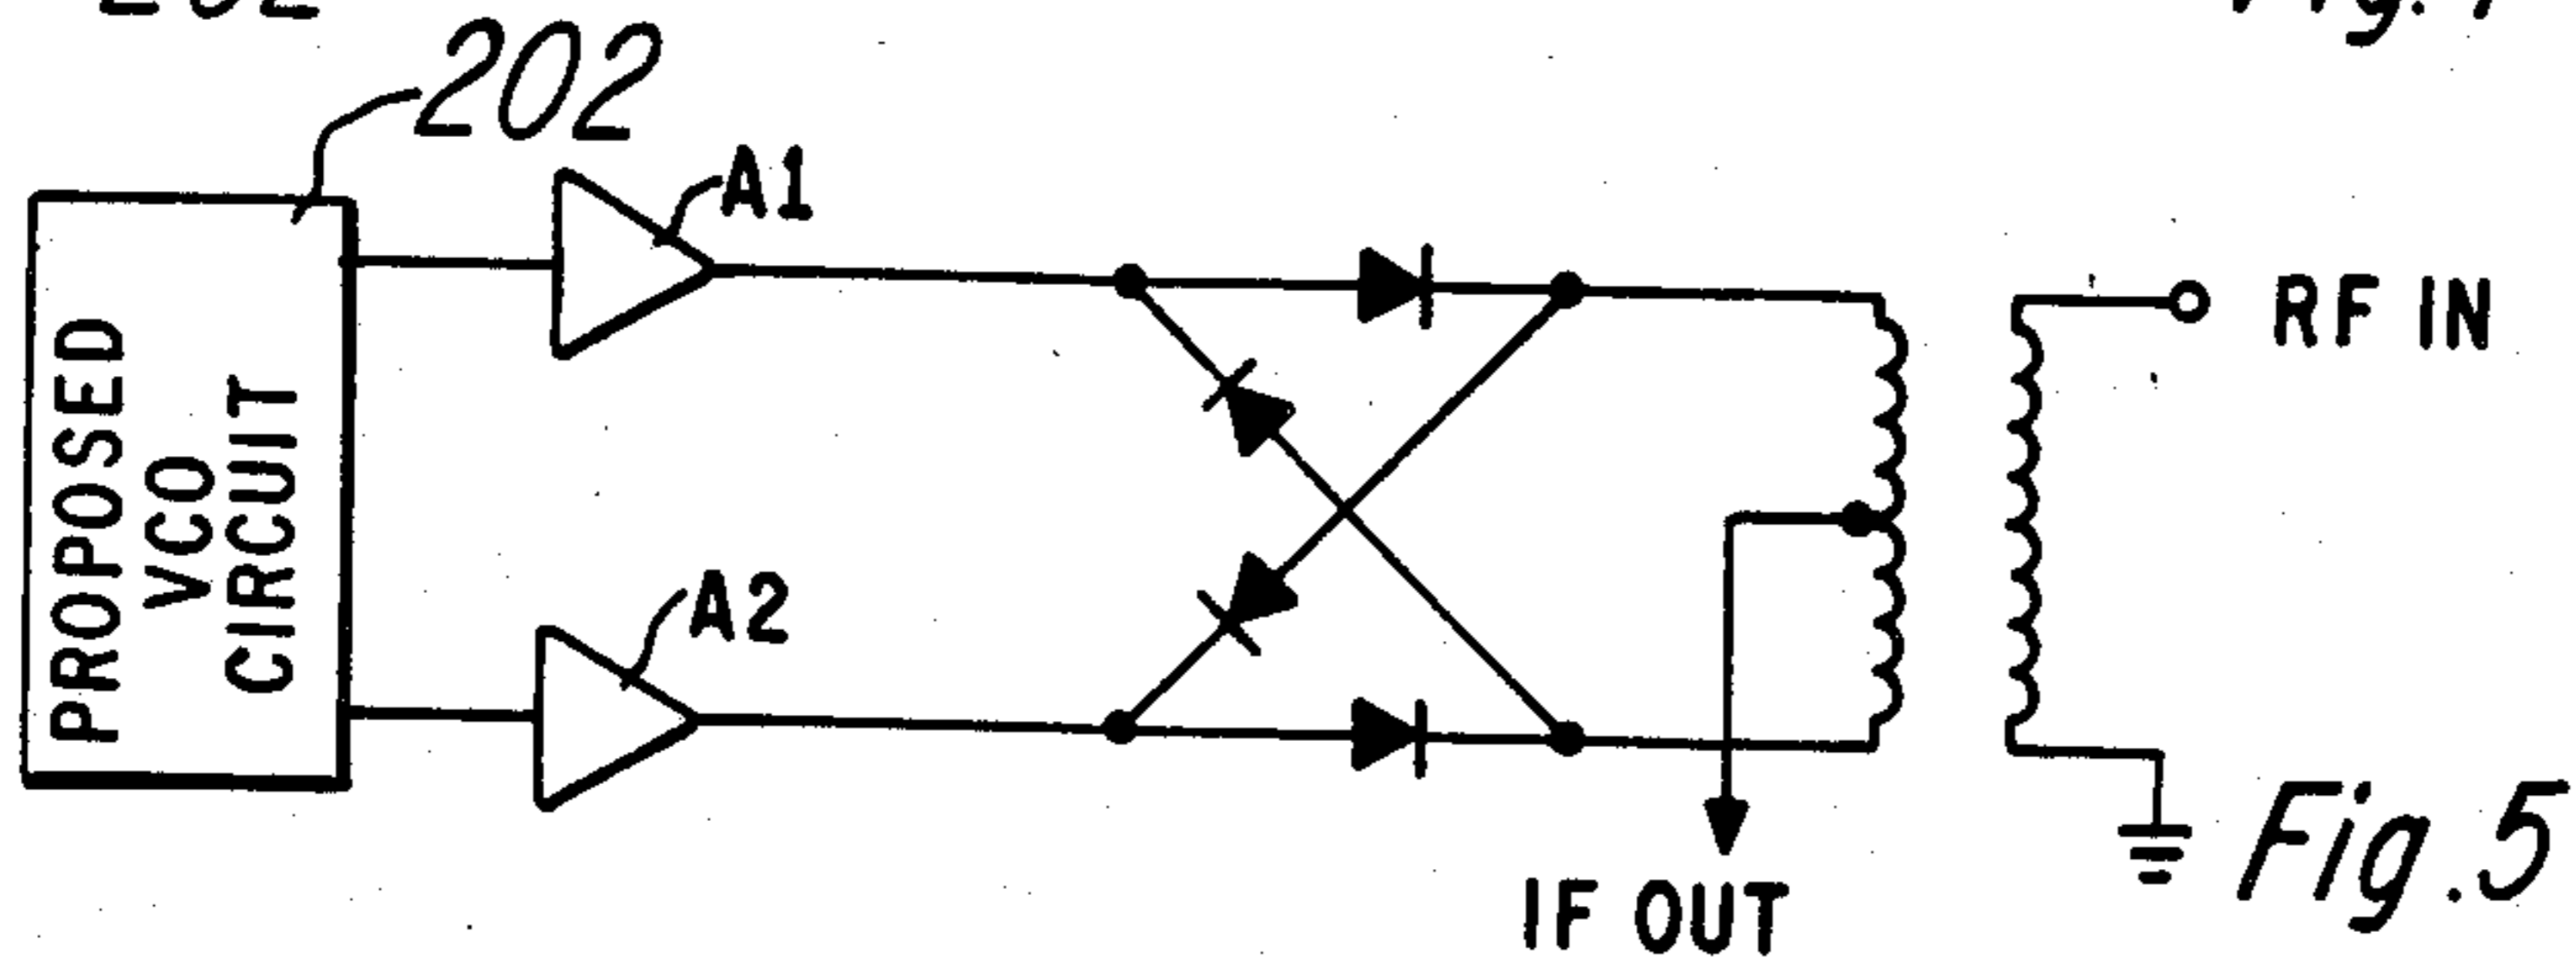 202
A1
RF IN
PROPOSED
VCO
CIRCUIT
A2
IF OUT
Fig. 5